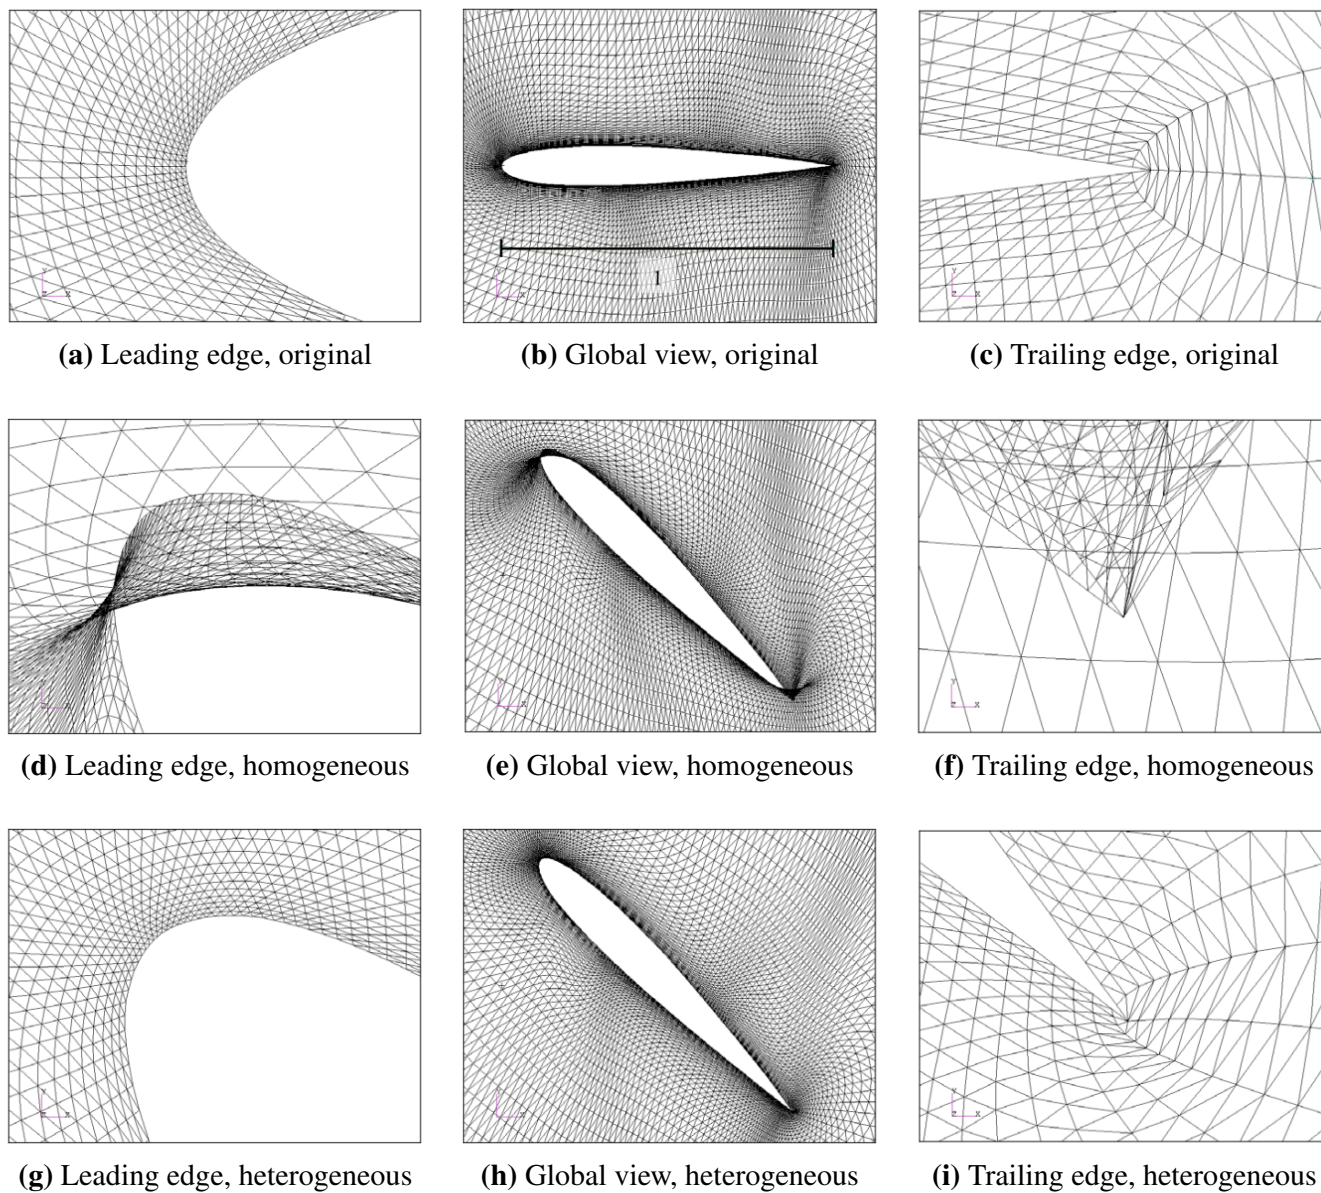 1
(a) Leading edge, original
(b) Global view, original
(c) Trailing edge, original
(d) Leading edge, homogeneous
(e) Global view, homogeneous
(f) Trailing edge, homogeneous
(g) Leading edge, heterogeneous
(h) Global view, heterogeneous
(i) Trailing edge, heterogeneous